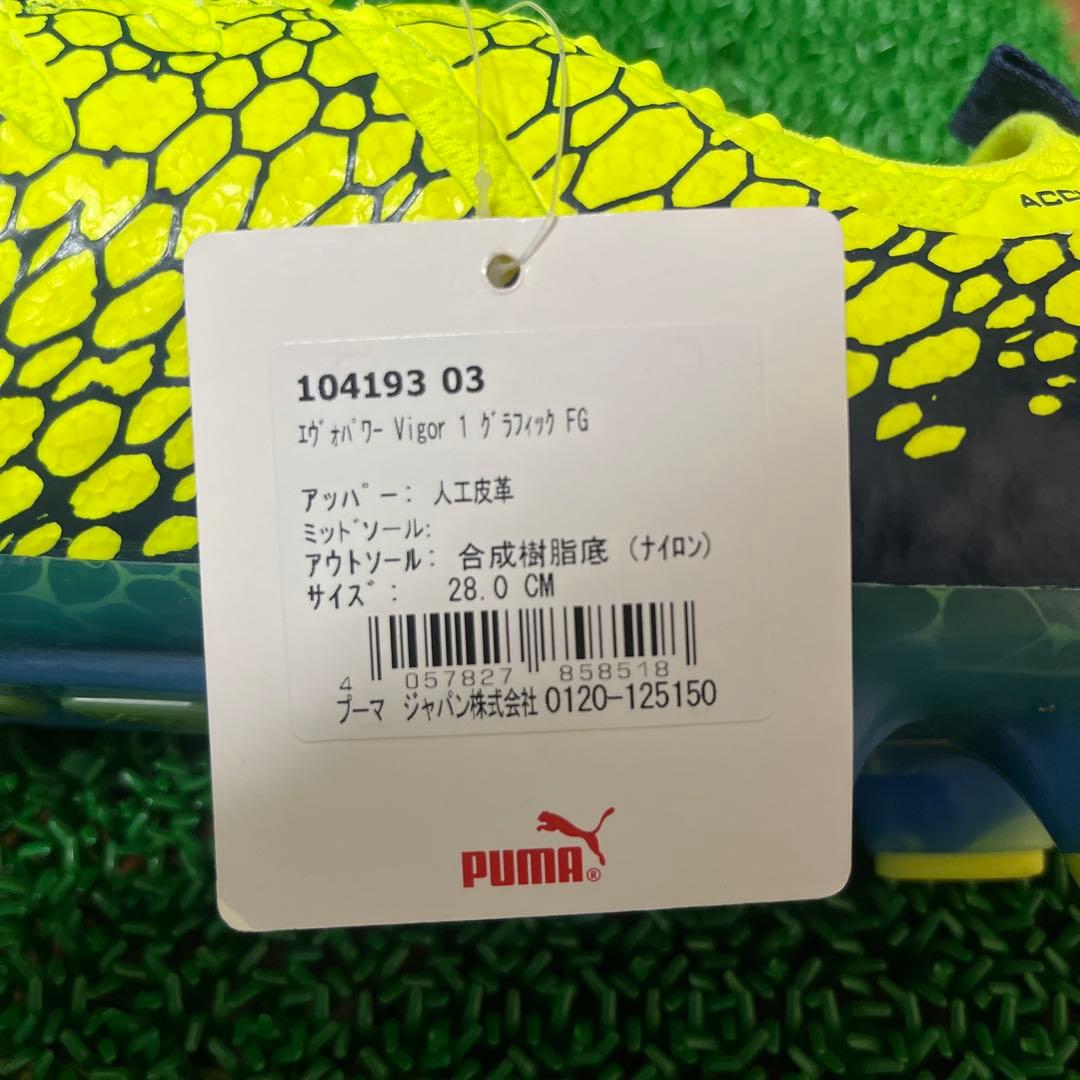 ACC
104193 03
ｴｳﾞｫﾊﾟﾜｰ Vigor 1 ｸﾞﾗﾌｨｯｸ FG
アッパー: 人工皮革
ミッドソール:
アウトソール: 合成樹脂底 (ナイロン)
サイズ: 28.0 CM
4 057827 858518
プーマ ジャパン株式会社 0120-125150
PUMA®